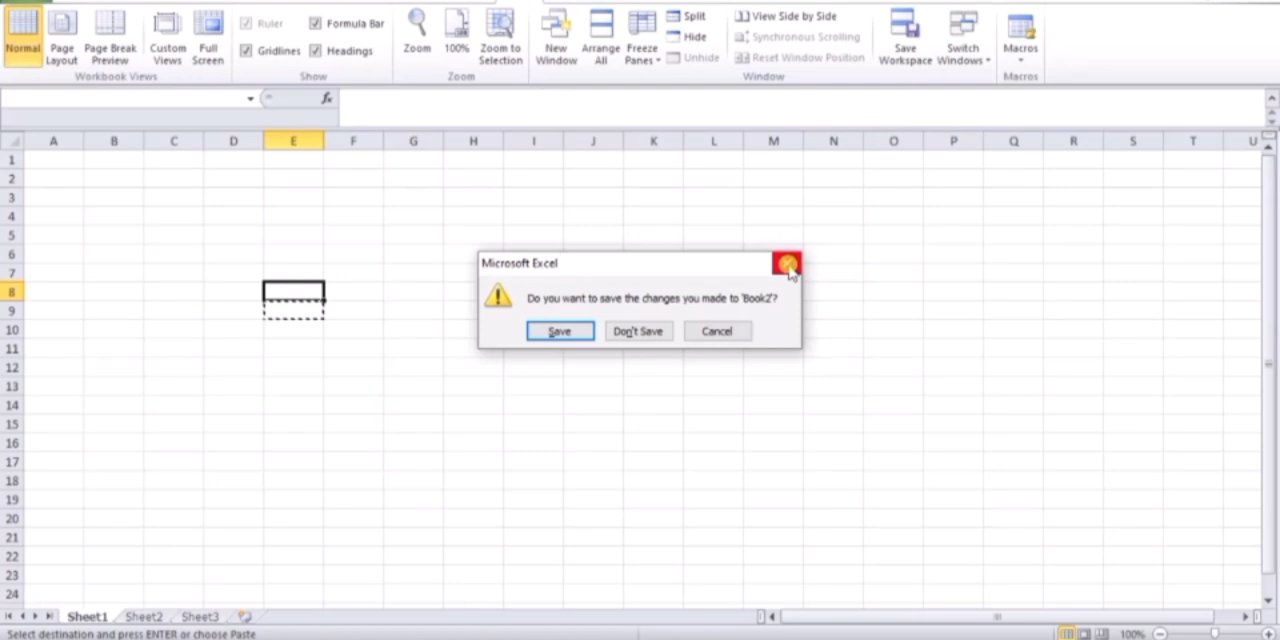 Ruler Formula Bar Split View Side by Side
Hide Synchronous Scrolling
Normal Page Layout Page Break Preview Custom Views Full Screen Gridlines Headings Zoom 100% Zoom to Selection New Window Arrange All Freeze Panes Unhide Reset Window Position Save Workspace Switch Windows Macros
Workbook Views Show Zoom Window Macros
fx
A B C D E F G H I J K L M N O P Q R S T U
1
2
3
4
5
6
Microsoft Excel
7
8
Do you want to save the changes you made to 'Book2'?
9
Save Don't Save Cancel
10
11
12
13
14
15
16
17
18
19
20
21
22
23
24
Sheet1 Sheet2 Sheet3
Select destination and press ENTER or choose Paste 100%